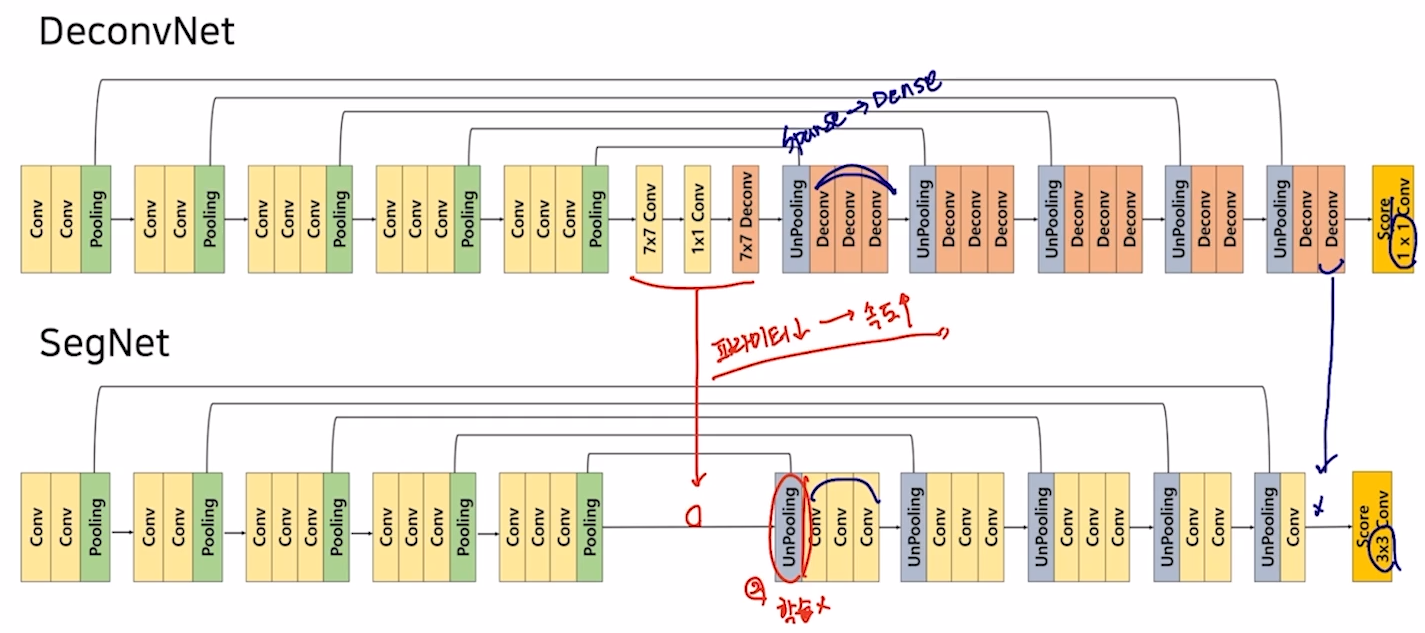 DeconvNet
Sparse → Dense
Conv Conv Pooling Conv Conv Pooling Conv Conv Conv Pooling Conv Conv Conv Pooling Conv Conv Conv Pooling 7x7 Conv 1x1 Conv 7x7 Deconv UnPooling Deconv Deconv Deconv UnPooling Deconv Deconv Deconv UnPooling Deconv Deconv Deconv UnPooling Deconv Deconv UnPooling Deconv Deconv Score 1 x 1 Conv
파라미터↓ → 속도↑
SegNet
Conv Conv Pooling Conv Conv Pooling Conv Conv Conv Pooling Conv Conv Conv Pooling Conv Conv Conv Pooling UnPooling Conv Conv Conv UnPooling Conv Conv Conv UnPooling Conv Conv Conv UnPooling Conv Conv UnPooling Conv x Score 3x3 Conv
② 학습x